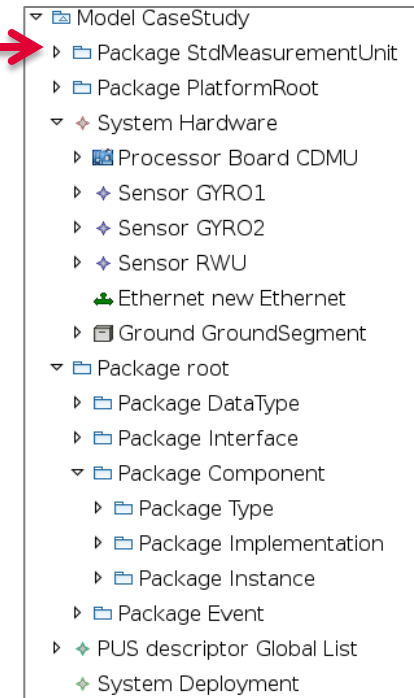 Model CaseStudy
Package StdMeasurementUnit
Package PlatformRoot
System Hardware
Processor Board CDMU
Sensor GYRO1
Sensor GYRO2
Sensor RWU
Ethernet new Ethernet
Ground GroundSegment
Package root
Package DataType
Package Interface
Package Component
Package Type
Package Implementation
Package Instance
Package Event
PUS descriptor Global List
System Deployment